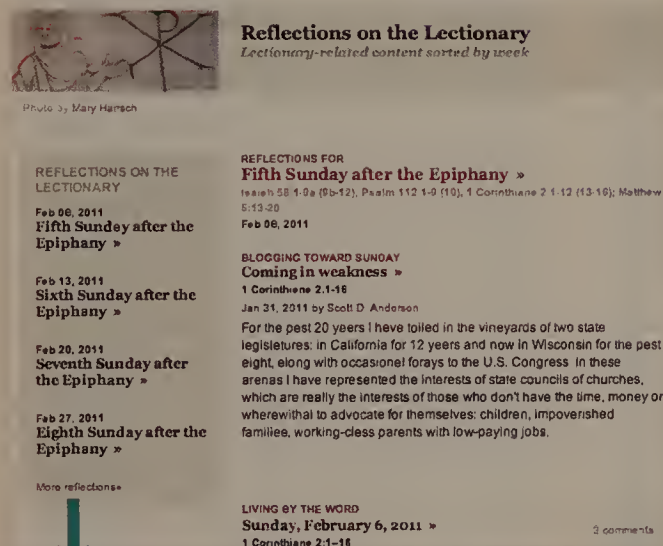 Reflections on the Lectionary
Lectionary-related content sorted by week
Photo by Mary Harrsch
REFLECTIONS ON THE
LECTIONARY
Feb 06, 2011
Fifth Sunday after the
Epiphany »
Feb 13, 2011
Sixth Sunday after the
Epiphany »
Feb 20, 2011
Seventh Sunday after
the Epiphany »
Feb 27, 2011
Eighth Sunday after the
Epiphany »
More reflections»
REFLECTIONS FOR
Fifth Sunday after the Epiphany »
Isaiah 58 1-9a (9b-12), Psalm 112 1-9 (10), 1 Corinthians 2 1-12 (13-16); Matthew
5:13-20
Feb 06, 2011
BLOGGING TOWARD SUNDAY
Coming in weakness »
1 Corinthians 2.1-16
Jan 31, 2011 by Scott D Anderson
For the past 20 years I have toiled in the vineyards of two state
legislatures: in California for 12 years and now in Wisconsin for the past
eight, along with occasional forays to the U.S. Congress In these
arenas I have represented the interests of state councils of churches,
which are really the interests of those who don't have the time, money or
wherewithal to advocate for themselves: children, impoverished
families, working-class parents with low-paying jobs.
LIVING BY THE WORD
Sunday, February 6, 2011 »
2 comments
1 Corinthians 2:1–16